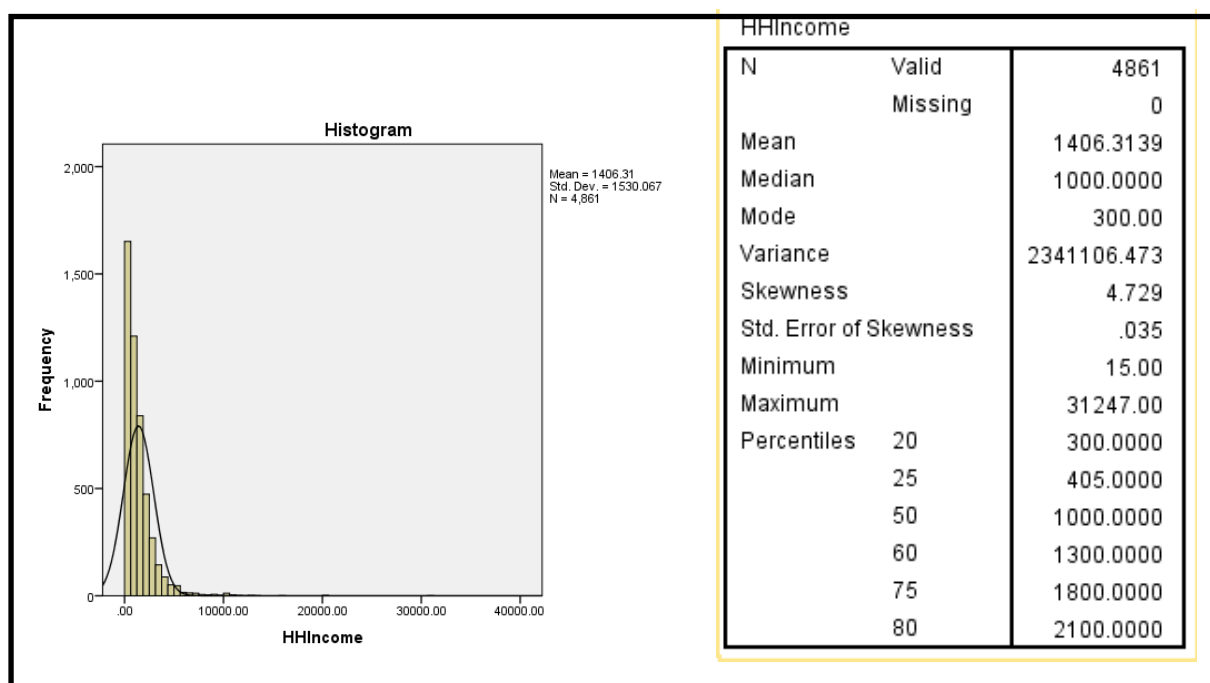 Histogram
2,000
1,500
1,000
500
0
Frequency
.00 10000.00 20000.00 30000.00 40000.00
HHIncome
Mean = 1406.31
Std. Dev. = 1530.067
N = 4,861
HHIncome
N Valid 4861
Missing 0
Mean 1406.3139
Median 1000.0000
Mode 300.00
Variance 2341106.473
Skewness 4.729
Std. Error of Skewness .035
Minimum 15.00
Maximum 31247.00
Percentiles 20 300.0000
25 405.0000
50 1000.0000
60 1300.0000
75 1800.0000
80 2100.0000